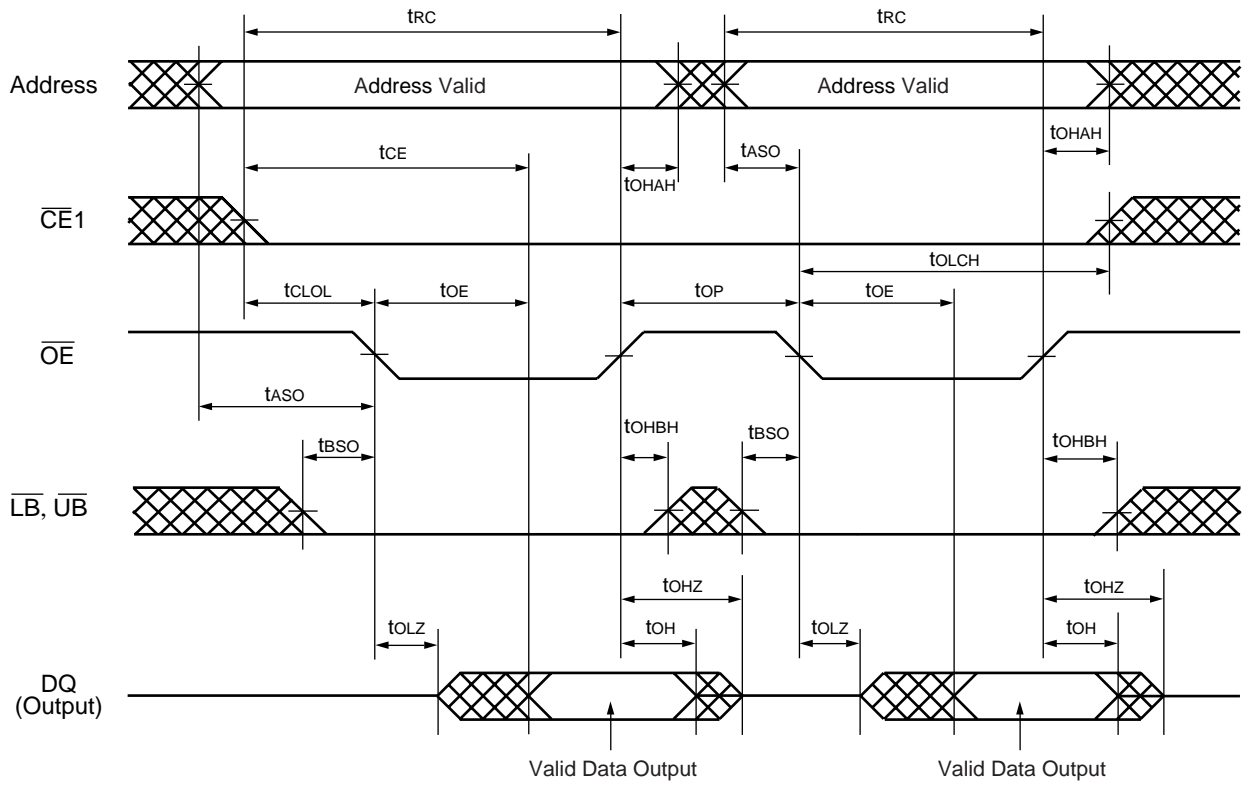 tRC tRC
Address Address Valid Address Valid
tCE tOHAH tASO tOHAH
CE1
tOLCH
tCLOL tOE tOP tOE
OE
tASO
tBSO tOHBH tBSO tOHBH
LB, UB
tOHZ tOHZ
tOLZ tOH tOLZ tOH
DQ
(Output)
Valid Data Output Valid Data Output